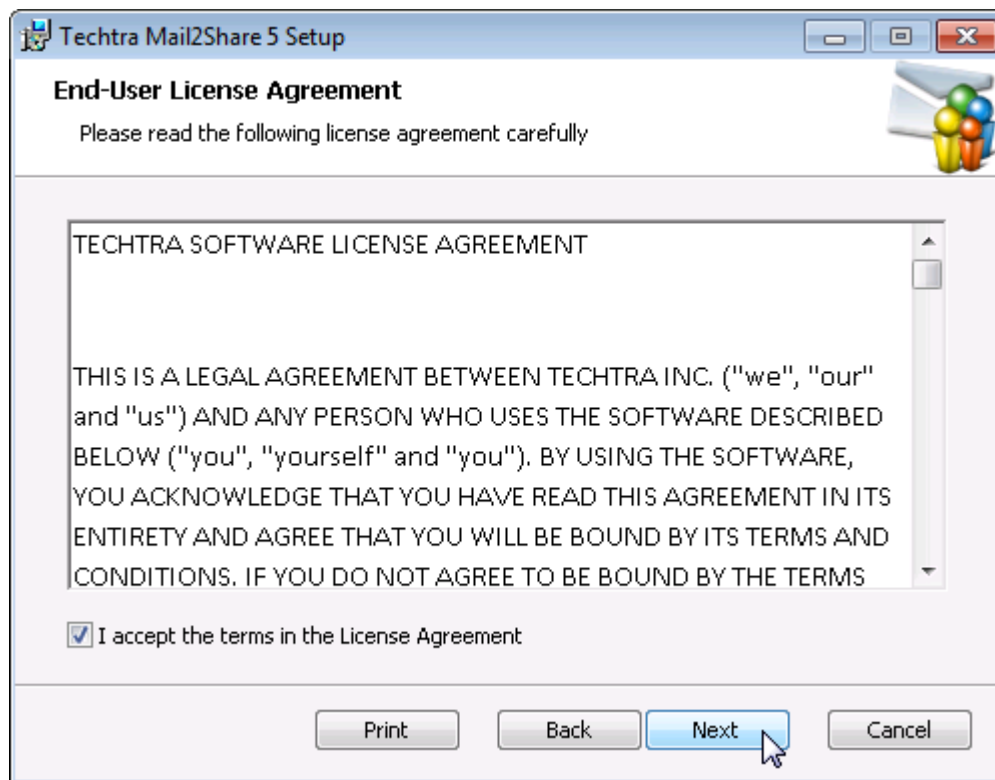 Techtra Mail2Share 5 Setup
End-User License Agreement
Please read the following license agreement carefully
TECHTRA SOFTWARE LICENSE AGREEMENT
THIS IS A LEGAL AGREEMENT BETWEEN TECHTRA INC. ("we", "our"
and "us") AND ANY PERSON WHO USES THE SOFTWARE DESCRIBED
BELOW ("you", "yourself" and "you"). BY USING THE SOFTWARE,
YOU ACKNOWLEDGE THAT YOU HAVE READ THIS AGREEMENT IN ITS
ENTIRETY AND AGREE THAT YOU WILL BE BOUND BY ITS TERMS AND
CONDITIONS. IF YOU DO NOT AGREE TO BE BOUND BY THE TERMS
I accept the terms in the License Agreement
Print Back Next Cancel